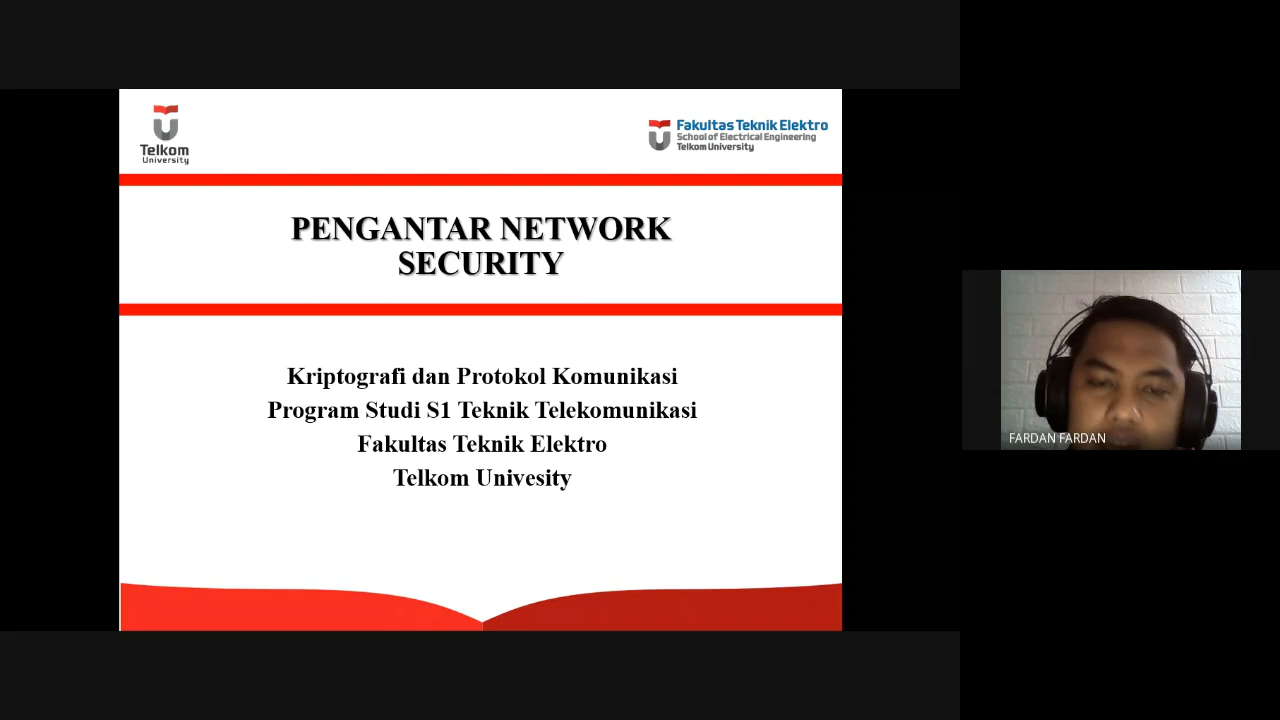 Telkom
University
Fakultas Teknik Elektro
School of Electrical Engineering
Telkom University
PENGANTAR NETWORK
SECURITY
Kriptografi dan Protokol Komunikasi
Program Studi S1 Teknik Telekomunikasi
Fakultas Teknik Elektro
Telkom Univesity
FARDAN FARDAN